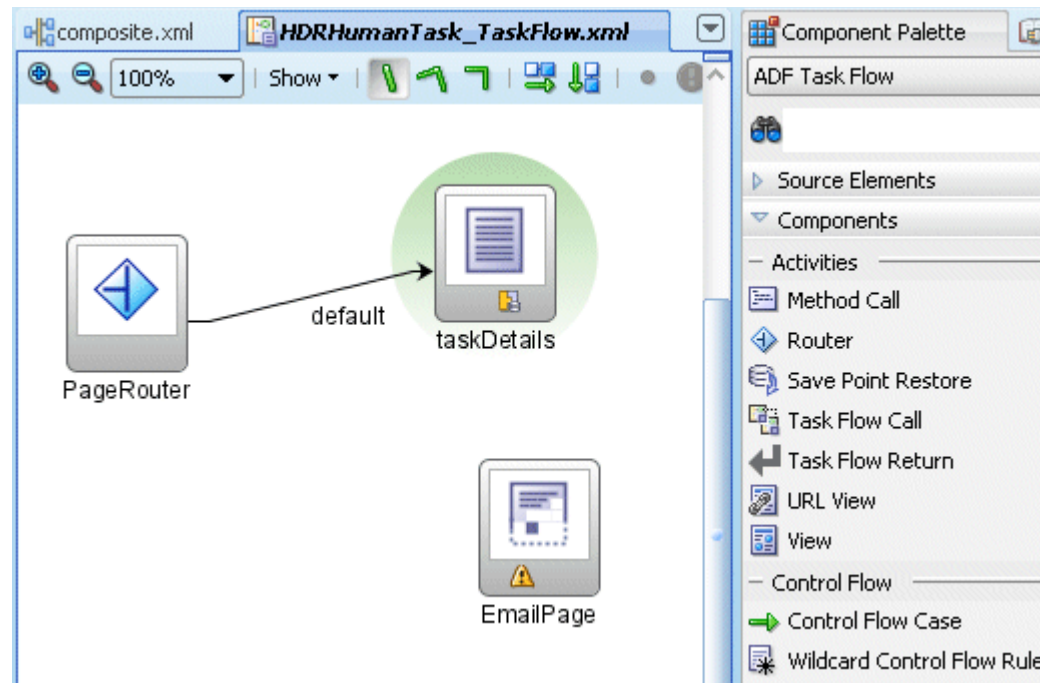 composite.xml
HDRHumanTask_TaskFlow.xml
Component Palette
100%
Show
ADF Task Flow
Source Elements
Components
Activities
Method Call
Router
Save Point Restore
Task Flow Call
Task Flow Return
URL View
View
Control Flow
Control Flow Case
Wildcard Control Flow Rule
default
taskDetails
PageRouter
EmailPage